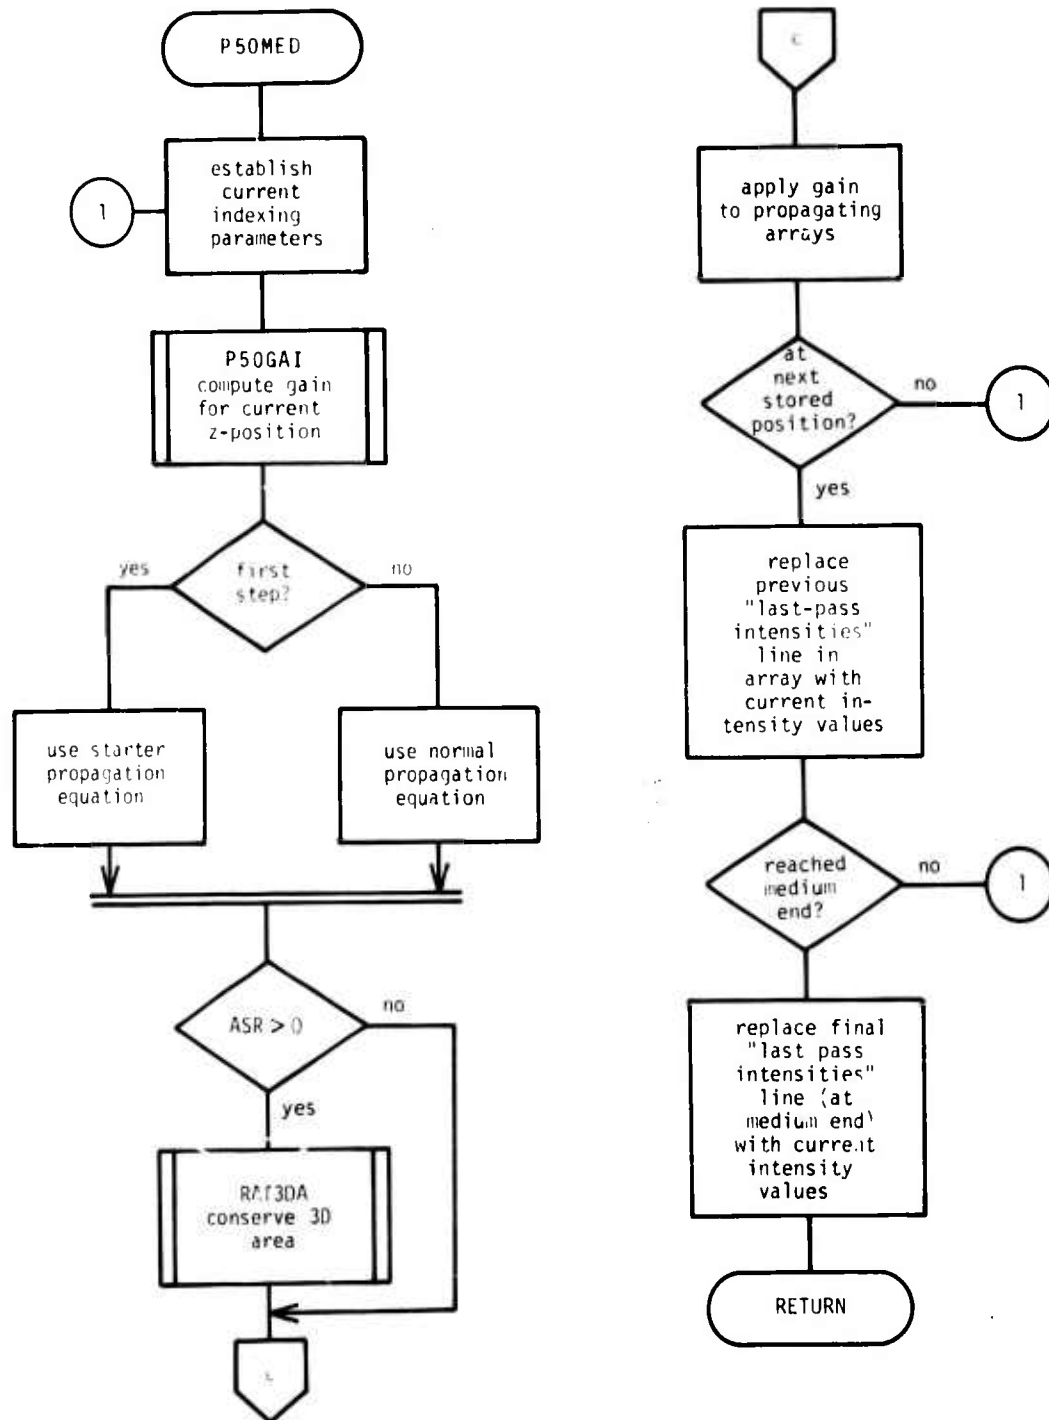 P50MED
1
establish
current
indexing
parameters
P50GAI
compute gain
for current
z-position
yes
first
step?
no
use starter
propagation
equation
use normal
propagation
equation
ASR > 0
no
yes
conserve 3D
area
C
apply gain
to propagating
arrays
at
next
stored
position?
no
1
yes
replace
previous
"last-pass
intensities"
line in
array with
current in-
tensity values
reached
medium
end?
no
1
replace final
"last pass
intensities"
line (at
medium end)
with current
intensity
values
RETURN